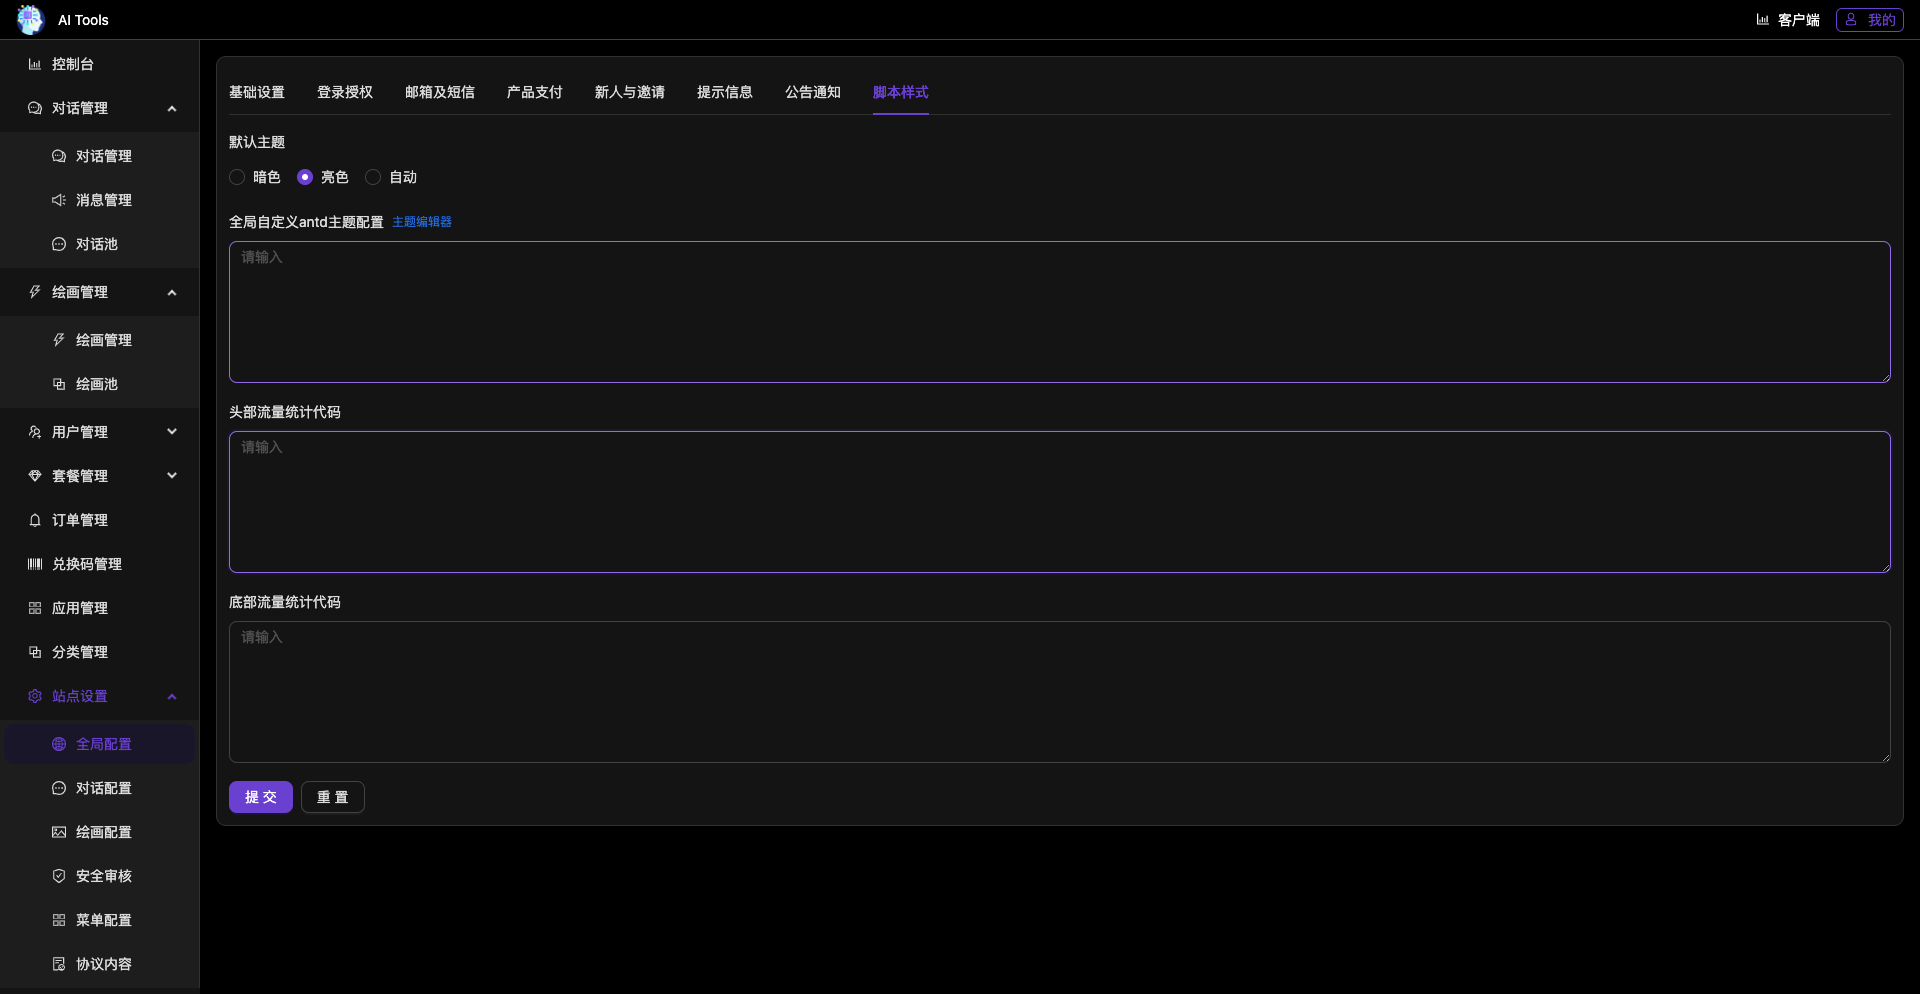 AI Tools
客户端
我的
控制台
对话管理
对话管理
消息管理
对话池
绘画管理
绘画管理
绘画池
用户管理
套餐管理
订单管理
兑换码管理
应用管理
分类管理
站点设置
全局配置
对话配置
绘画配置
安全审核
菜单配置
协议内容
基础设置 登录授权 邮箱及短信 产品支付 新人与邀请 提示信息 公告通知 脚本样式
默认主题
暗色 亮色 自动
全局自定义antd主题配置 主题编辑器
请输入
头部流量统计代码
请输入
底部流量统计代码
请输入
提 交 重 置